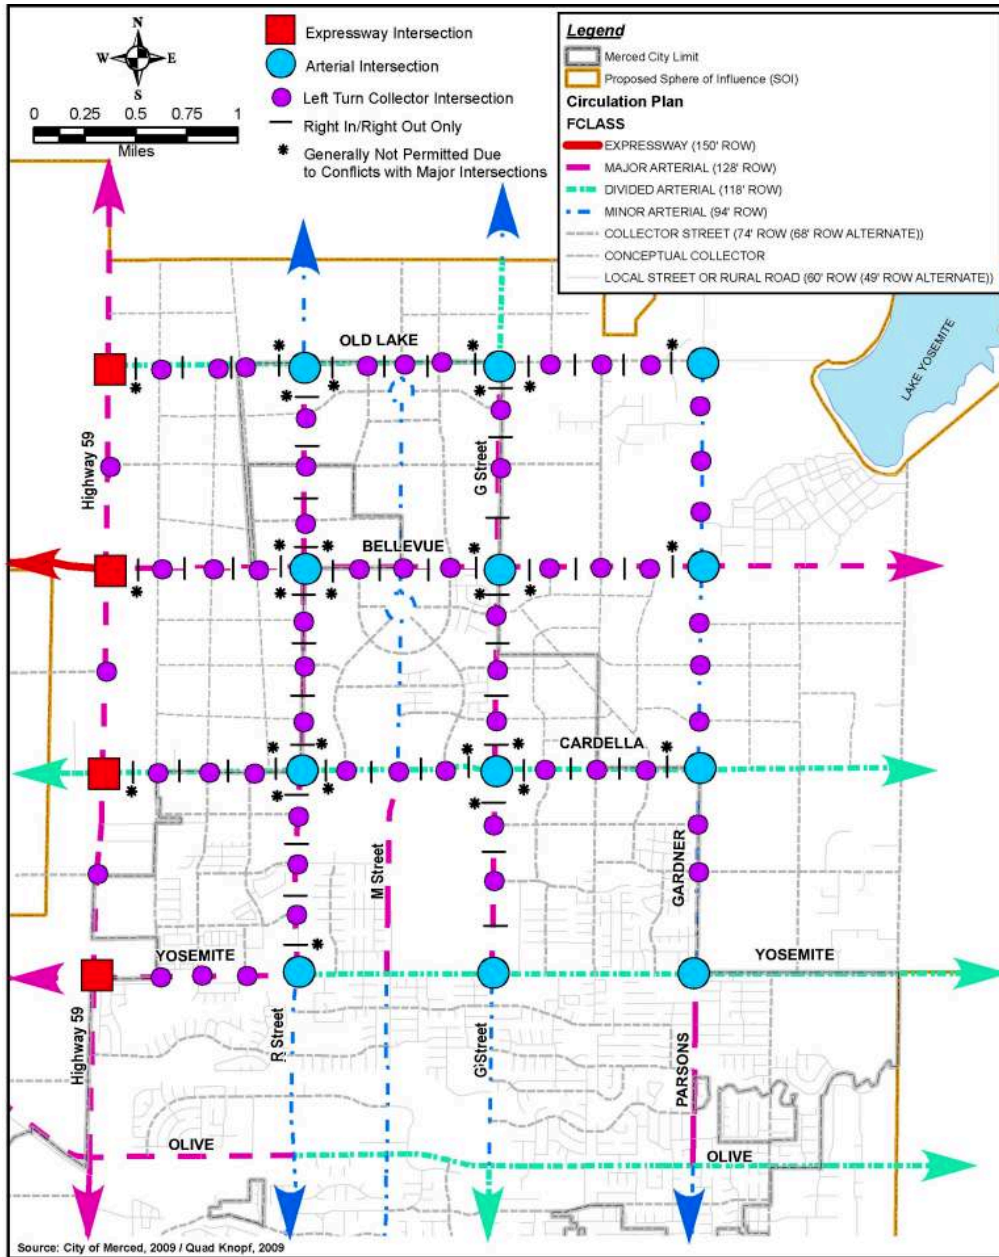 N
W E
S
0 0.25 0.5 0.75 1
Miles
Expressway Intersection
Arterial Intersection
Left Turn Collector Intersection
Right In/Right Out Only
Generally Not Permitted Due
to Conflicts with Major Intersections
Legend
Merced City Limit
Proposed Sphere of Influence (SOI)
Circulation Plan
FCLASS
EXPRESSWAY (150' ROW)
MAJOR ARTERIAL (128' ROW)
DIVIDED ARTERIAL (118' ROW)
MINOR ARTERIAL (94' ROW)
COLLECTOR STREET (74' ROW (68' ROW ALTERNATE))
CONCEPTUAL COLLECTOR
LOCAL STREET OR RURAL ROAD (60' ROW (49' ROW ALTERNATE))
OLD LAKE
LAKE YOSEMITE
Highway 59
G Street
BELLEVUE
CARDELLA
M Street
GARDNER
YOSEMITE
YOSEMITE
Highway 59
R Street
G Street
PARSONS
OLIVE
OLIVE
Source: City of Merced, 2009 / Quad Knopf, 2009